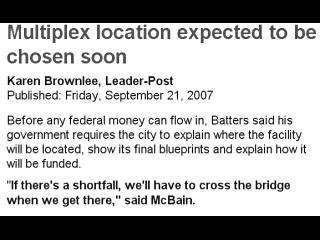 Multiplex location expected to be
chosen soon
Karen Brownlee, Leader-Post
Published: Friday, September 21, 2007
Before any federal money can flow in, Batters said his
government requires the city to explain where the facility
will be located, show its final blueprints and explain how it
will be funded.
"If there's a shortfall, we'll have to cross the bridge
when we get there," said McBain.